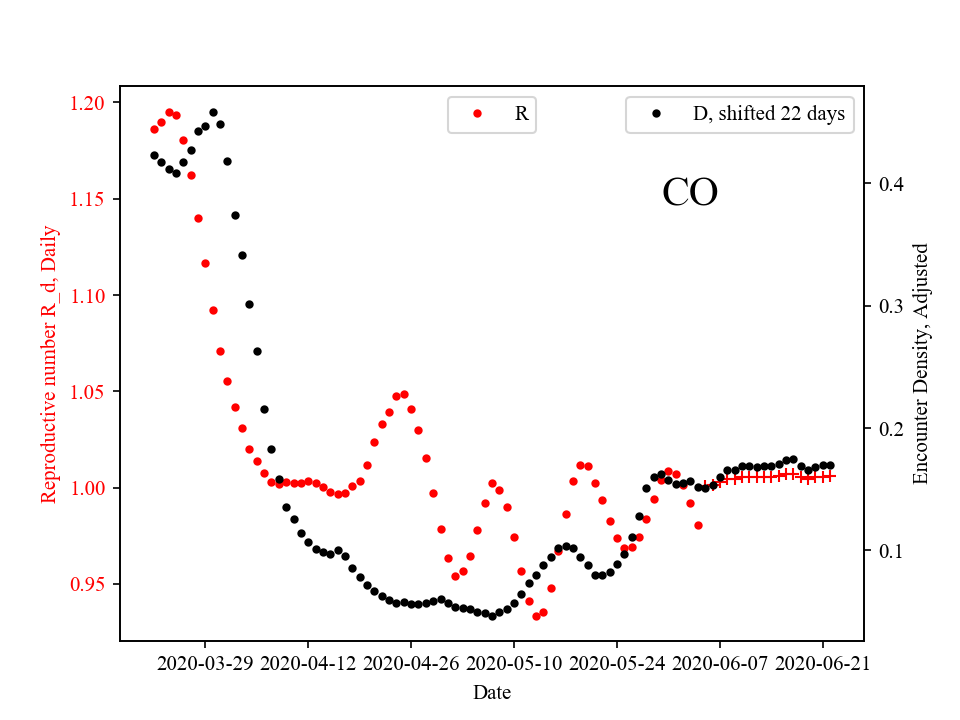 R
D, shifted 22 days
CO
1.20
1.15
1.10
1.05
1.00
0.95
Reproductive number R_d, Daily
0.4
0.3
0.2
0.1
Encounter Density, Adjusted
2020-03-29 2020-04-12 2020-04-26 2020-05-10 2020-05-24 2020-06-07 2020-06-21
Date